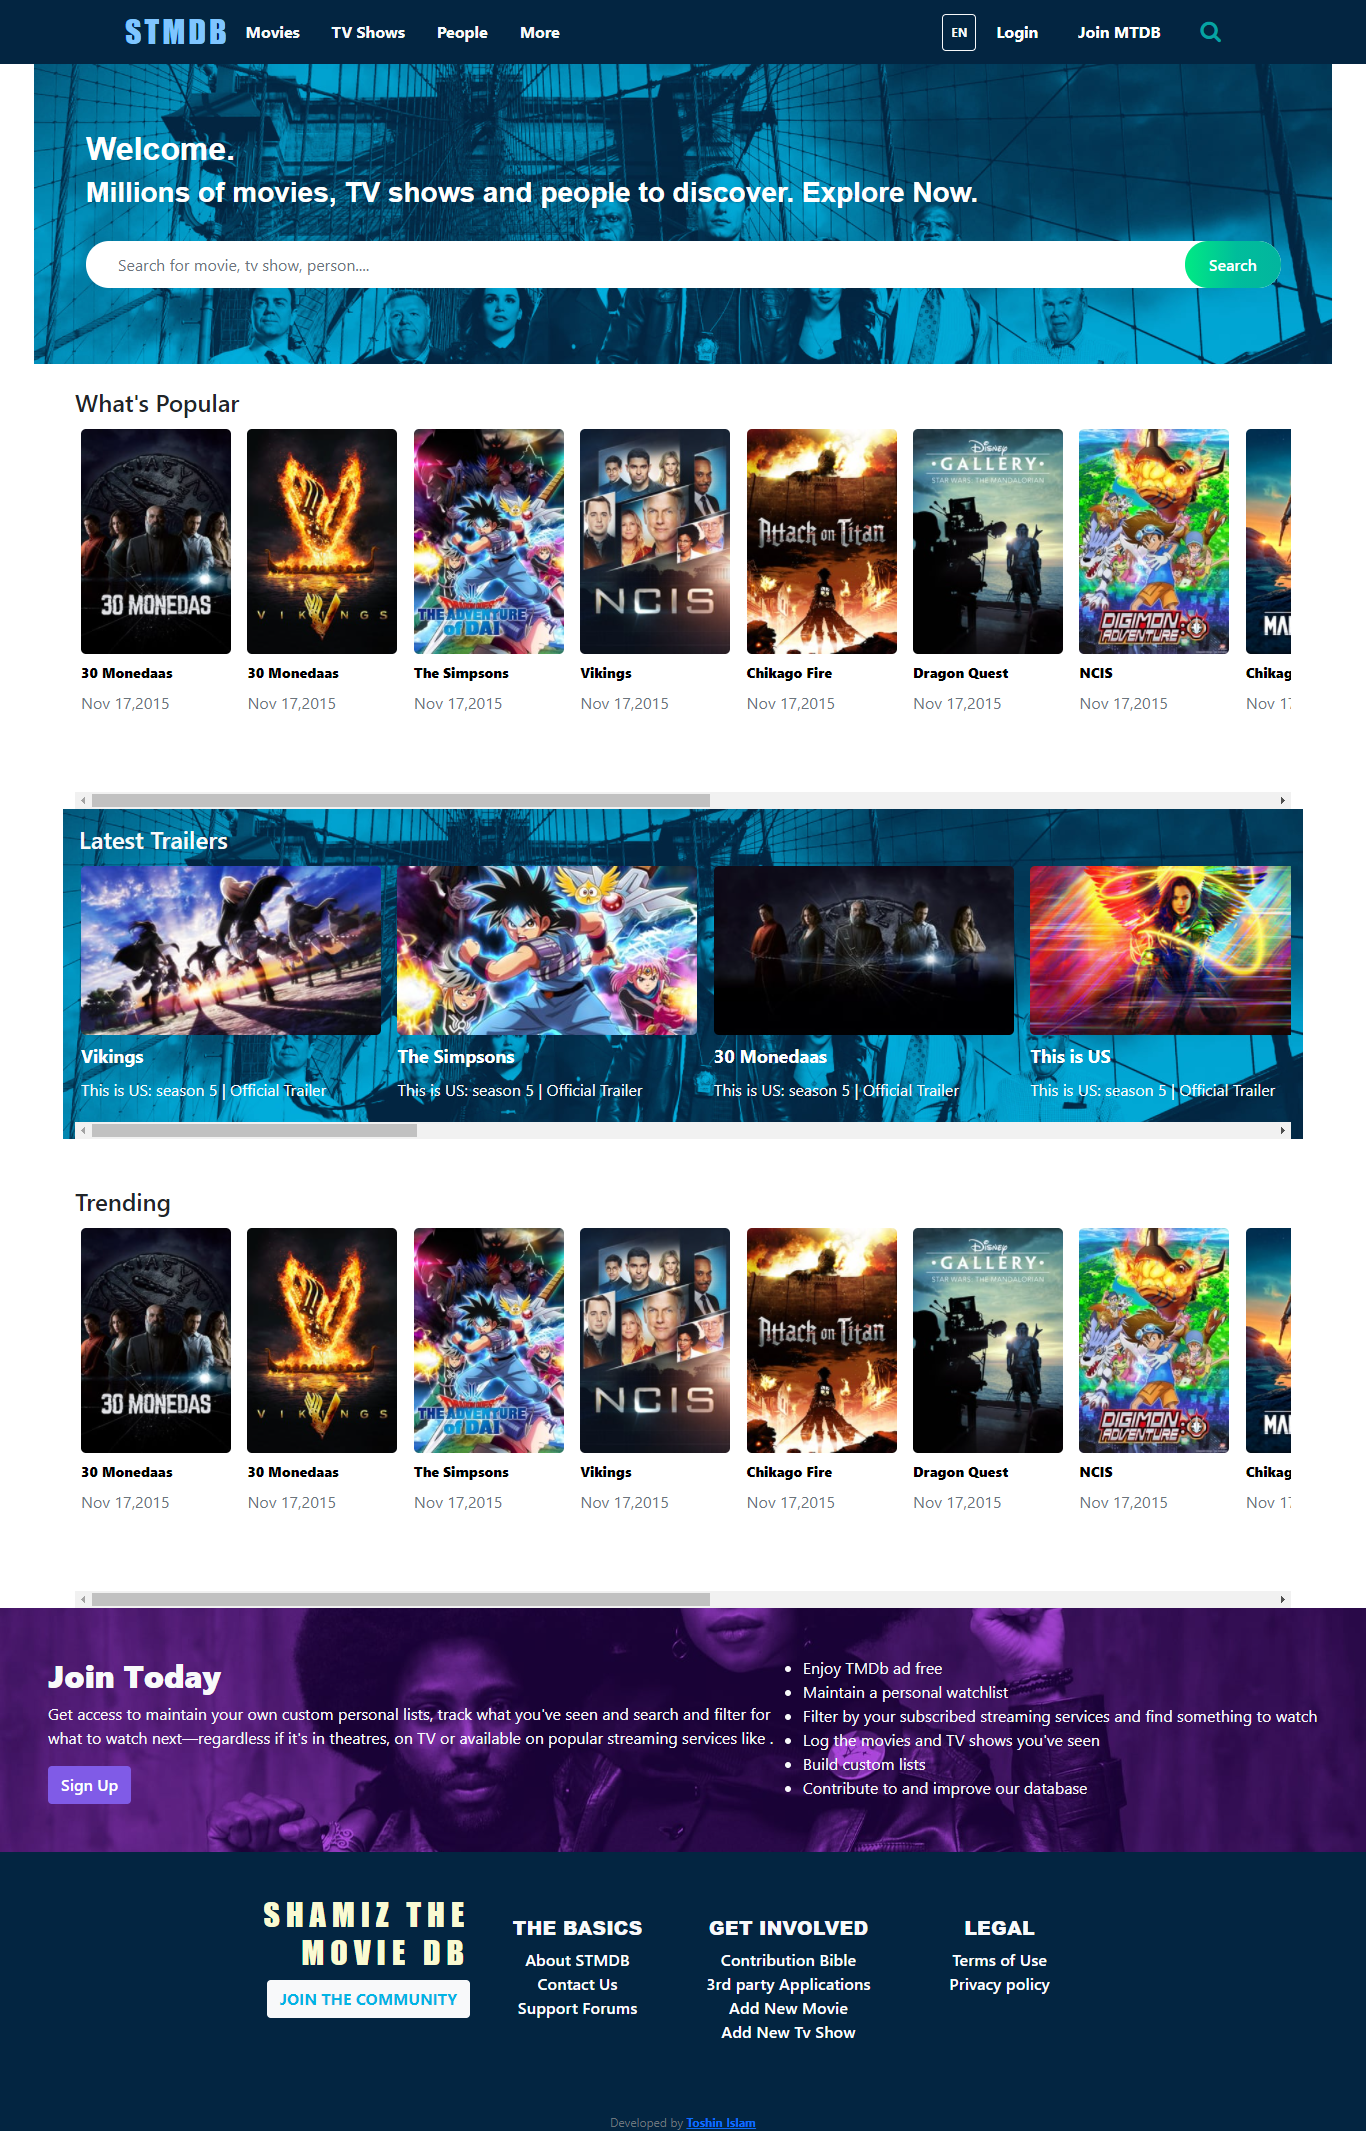 STMDB Movies TV Shows People More EN Login Join MTDB
Welcome.
Millions of movies, TV shows and people to discover. Explore Now.
Search for movie, tv show, person.... Search
What's Popular
30 MONEDAS
VIKINGS
DRAGON QUEST
THE ADVENTURE
of DAI
NCIS
Attack on Titan
Disney
·GALLERY·
STAR WARS: THE MANDALORIAN
DIGIMON
ADVENTURE:
30 Monedaas 30 Monedaas The Simpsons Vikings Chikago Fire Dragon Quest NCIS Chikag
Nov 17,2015 Nov 17,2015 Nov 17,2015 Nov 17,2015 Nov 17,2015 Nov 17,2015 Nov 17,2015 Nov 17
Latest Trailers
Vikings The Simpsons 30 Monedaas This is US
This is US: season 5 | Official Trailer This is US: season 5 | Official Trailer This is US: season 5 | Official Trailer This is US: season 5 | Official Trailer
Trending
30 MONEDAS
VIKINGS
DRAGON QUEST
THE ADVENTURE
of DAI
NCIS
Attack on Titan
Disney
·GALLERY·
STAR WARS: THE MANDALORIAN
DIGIMON
ADVENTURE:
30 Monedaas 30 Monedaas The Simpsons Vikings Chikago Fire Dragon Quest NCIS Chikag
Nov 17,2015 Nov 17,2015 Nov 17,2015 Nov 17,2015 Nov 17,2015 Nov 17,2015 Nov 17,2015 Nov 17
Join Today
Get access to maintain your own custom personal lists, track what you've seen and search and filter for
what to watch next—regardless if it's in theatres, on TV or available on popular streaming services like .
Sign Up
• Enjoy TMDb ad free
• Maintain a personal watchlist
• Filter by your subscribed streaming services and find something to watch
• Log the movies and TV shows you've seen
• Build custom lists
• Contribute to and improve our database
SHAMIZ THE
MOVIE DB
JOIN THE COMMUNITY
THE BASICS
About STMDB
Contact Us
Support Forums
GET INVOLVED
Contribution Bible
3rd party Applications
Add New Movie
Add New Tv Show
LEGAL
Terms of Use
Privacy policy
Developed by Toshin Islam